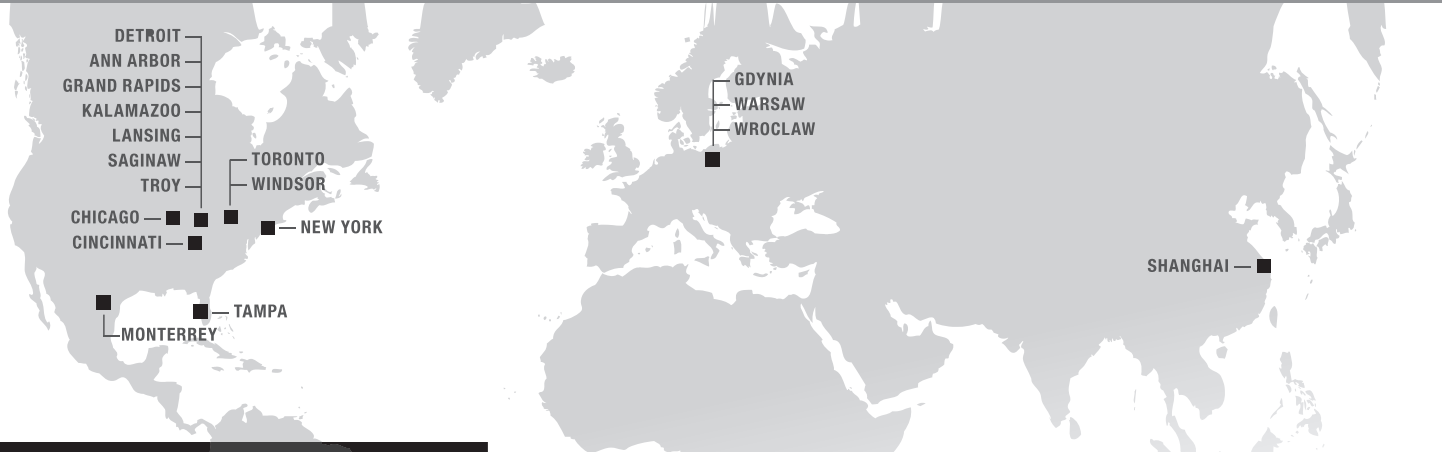 DETROIT
ANN ARBOR
GRAND RAPIDS
KALAMAZOO
LANSING
SAGINAW
TROY
CHICAGO
CINCINNATI
TORONTO
WINDSOR
NEW YORK
TAMPA
MONTERREY
GDYNIA
WARSAW
WROCLAW
SHANGHAI